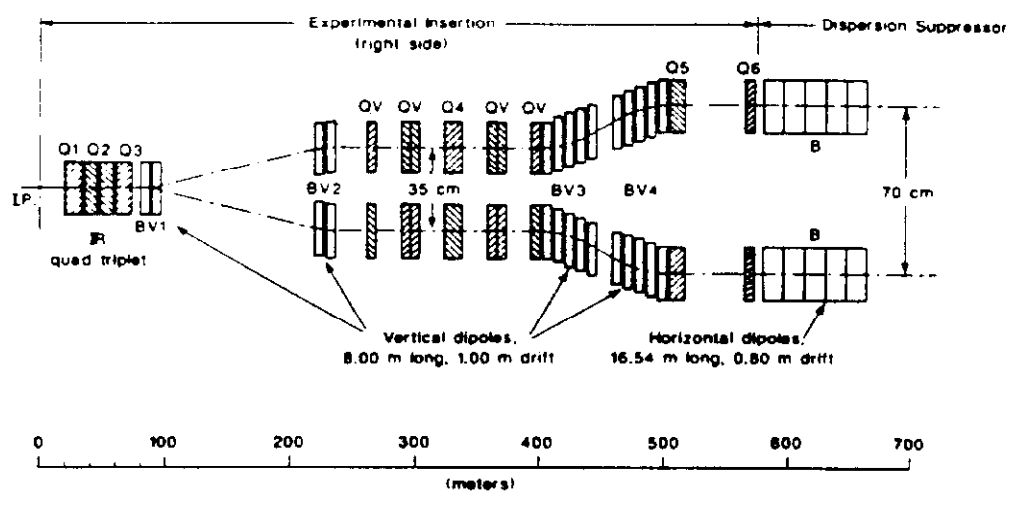 Experimental Insertion
(right side)
Dispersion Suppressor
Q5
Q6
QV
QV
Q4
QV
QV
Q1
Q2
Q3
B
I.P.
BV2
35 cm
BV3
BV4
70 cm
BV1
IR
quad triplet
B
Vertical dipoles,
8.00 m long, 1.00 m drift
Horizontal dipoles,
16.54 m long, 0.80 m drift
0
100
200
300
400
500
600
700
(meters)